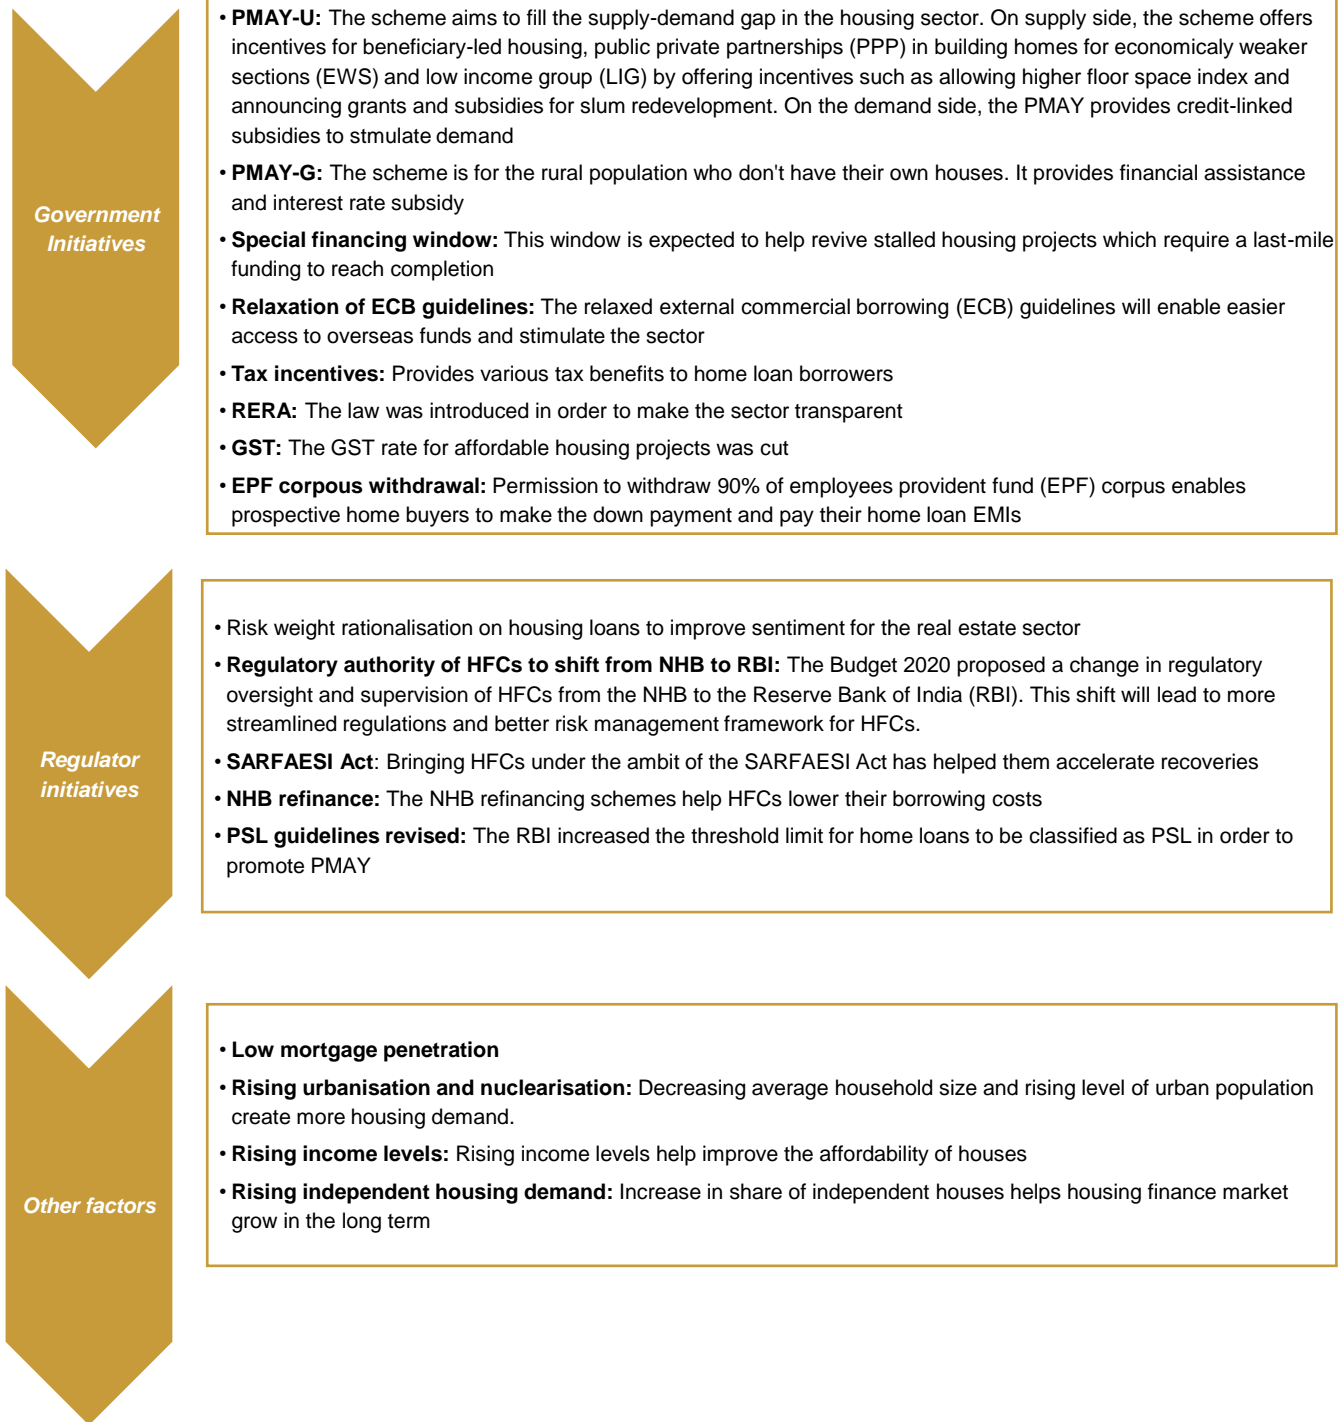 • PMAY-U: The scheme aims to fill the supply-demand gap in the housing sector. On supply side, the scheme offers
incentives for beneficiary-led housing, public private partnerships (PPP) in building homes for economicaly weaker
sections (EWS) and low income group (LIG) by offering incentives such as allowing higher floor space index and
announcing grants and subsidies for slum redevelopment. On the demand side, the PMAY provides credit-linked
subsidies to stmulate demand
• PMAY-G: The scheme is for the rural population who don't have their own houses. It provides financial assistance
and interest rate subsidy
Government
Initiatives
• Special financing window: This window is expected to help revive stalled housing projects which require a last-mile
funding to reach completion
• Relaxation of ECB guidelines: The relaxed external commercial borrowing (ECB) guidelines will enable easier
access to overseas funds and stimulate the sector
• Tax incentives: Provides various tax benefits to home loan borrowers
• RERA: The law was introduced in order to make the sector transparent
• GST: The GST rate for affordable housing projects was cut
• EPF corpous withdrawal: Permission to withdraw 90% of employees provident fund (EPF) corpus enables
prospective home buyers to make the down payment and pay their home loan EMIs
• Risk weight rationalisation on housing loans to improve sentiment for the real estate sector
• Regulatory authority of HFCs to shift from NHB to RBI: The Budget 2020 proposed a change in regulatory
oversight and supervision of HFCs from the NHB to the Reserve Bank of India (RBI). This shift will lead to more
streamlined regulations and better risk management framework for HFCs.
Regulator
initiatives
• SARFAESI Act: Bringing HFCs under the ambit of the SARFAESI Act has helped them accelerate recoveries
• NHB refinance: The NHB refinancing schemes help HFCs lower their borrowing costs
• PSL guidelines revised: The RBI increased the threshold limit for home loans to be classified as PSL in order to
promote PMAY
• Low mortgage penetration
• Rising urbanisation and nuclearisation: Decreasing average household size and rising level of urban population
create more housing demand.
• Rising income levels: Rising income levels help improve the affordability of houses
Other factors
• Rising independent housing demand: Increase in share of independent houses helps housing finance market
grow in the long term